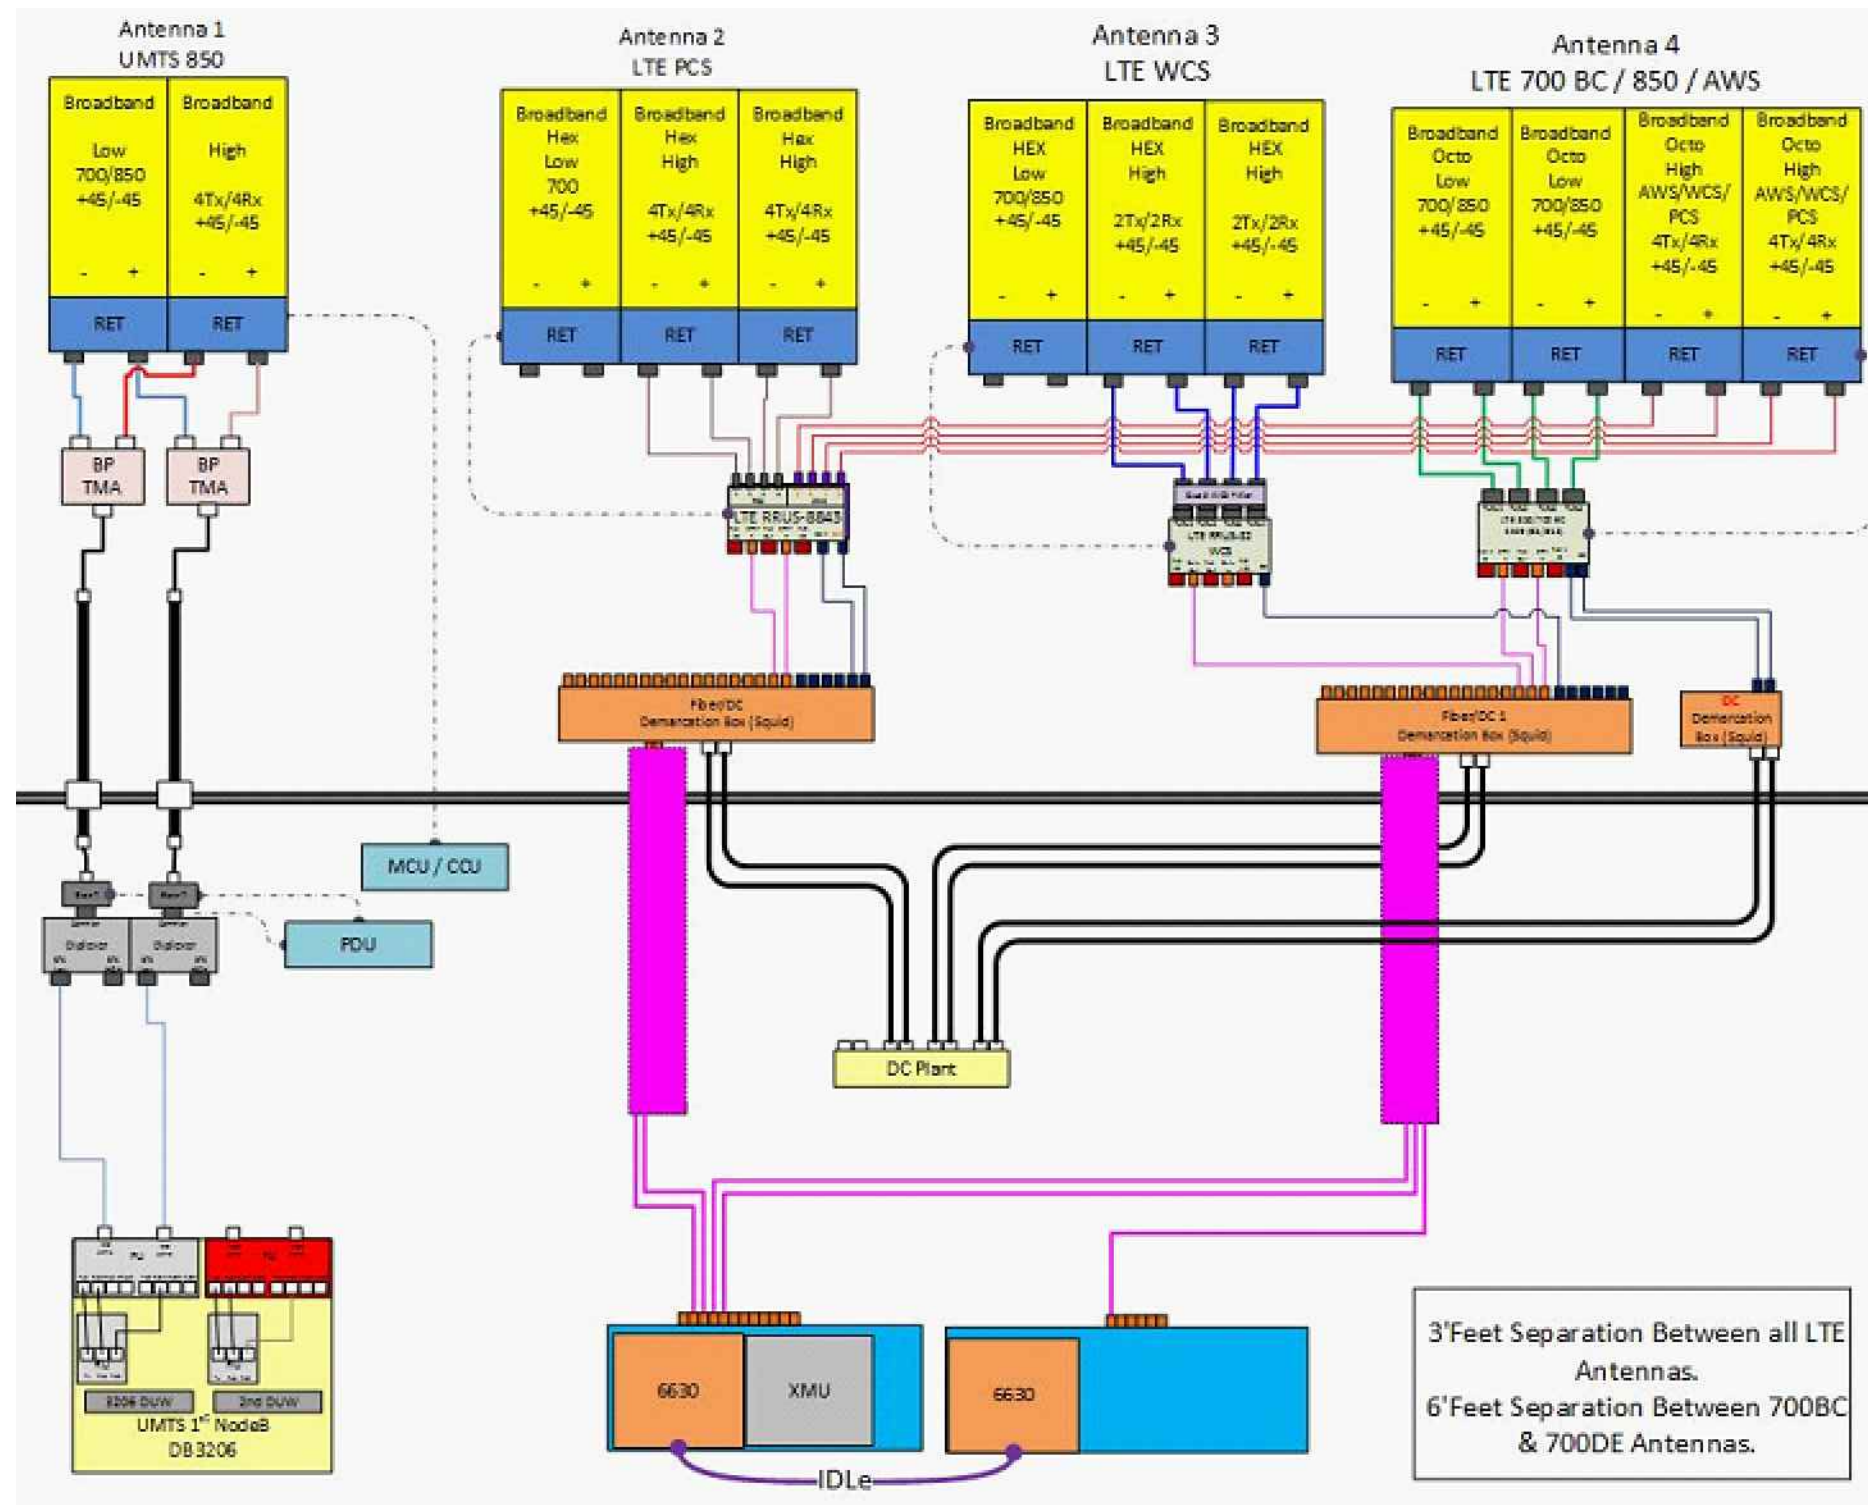 Antenna 1
UMTS 850
Antenna 2
LTE PCS
Antenna 3
LTE WCS
Antenna 4
LTE 700 BC / 850 / AWS
Broadband
Low
700/850
+45/-45
- +
RET
Broadband
High
4Tx/4Rx
+45/-45
- +
RET
Broadband
Hex
Low
700
+45/-45
- +
RET
Broadband
Hex
High
4Tx/4Rx
+45/-45
- +
RET
Broadband
Hex
High
4Tx/4Rx
+45/-45
- +
RET
Broadband
HEX
Low
700/850
+45/-45
- +
RET
Broadband
HEX
High
2Tx/2Rx
+45/-45
- +
RET
Broadband
HEX
High
2Tx/2Rx
+45/-45
- +
RET
Broadband
Octo
Low
700/850
+45/-45
- +
RET
Broadband
Octo
Low
700/850
+45/-45
- +
RET
Broadband
Octo
High
AWS/WCS/
PCS
4Tx/4Rx
+45/-45
- +
RET
Broadband
Octo
High
AWS/WCS/
PCS
4Tx/4Rx
+45/-45
- +
RET
BP
TMA
BP
TMA
LTE RRUS-8843
LTE RRUS-32
WCS
Fiber/DC
Demarcation Box (Squid)
Fiber/DC 1
Demarcation Box (Squid)
DC
Demarcation
Box (Squid)
MCU / CCU
PDU
Diplexer
Diplexer
DC Plant
3206 DUW
2nd DUW
UMTS 1st NodeB
DB3206
6630
XMU
6630
IDLe
3'Feet Separation Between all LTE
Antennas.
6'Feet Separation Between 700BC
& 700DE Antennas.